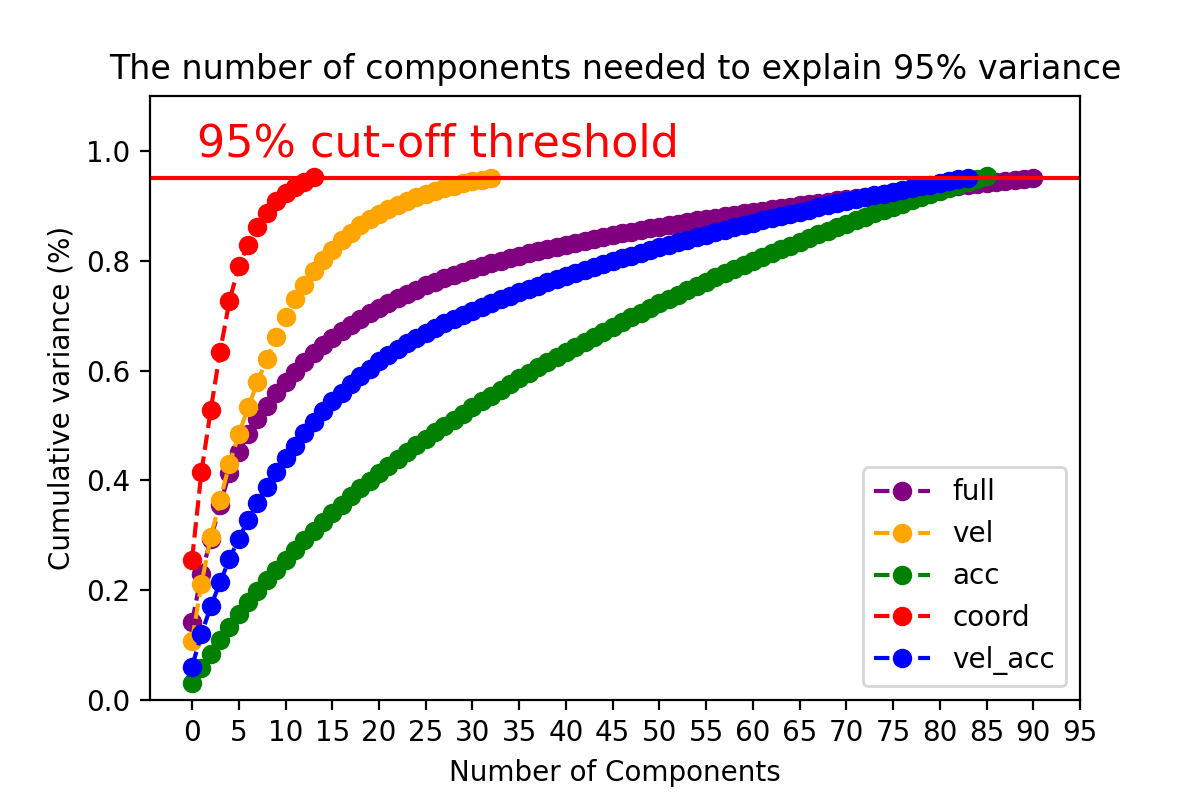 The number of components needed to explain 95% variance
95% cut-off threshold
Cumulative variance (%)
1.0
0.8
0.6
0.4
0.2
0.0
full
vel
acc
coord
vel_acc
0 5 10 15 20 25 30 35 40 45 50 55 60 65 70 75 80 85 90 95
Number of Components